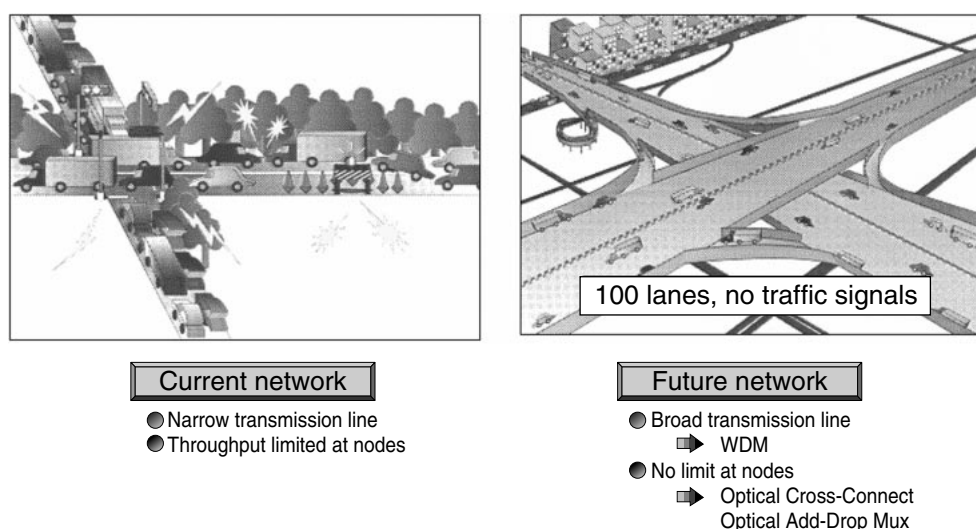 100 lanes, no traffic signals
Current network
Narrow transmission line
Throughput limited at nodes
Future network
Broad transmission line
WDM
No limit at nodes
Optical Cross-Connect
Optical Add-Drop Mux